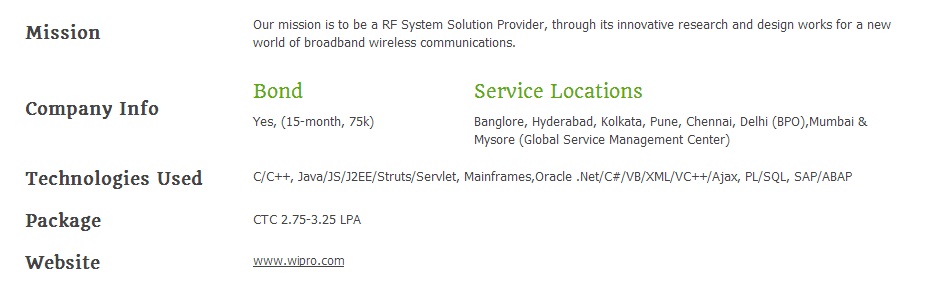 Mission
Our mission is to be a RF System Solution Provider, through its innovative research and design works for a new
world of broadband wireless communications.
Company Info
Bond
Yes, (15-month, 75k)
Service Locations
Banglore, Hyderabad, Kolkata, Pune, Chennai, Delhi (BPO),Mumbai &
Mysore (Global Service Management Center)
Technologies Used
C/C++, Java/JS/J2EE/Struts/Servlet, Mainframes,Oracle .Net/C#/VB/XML/VC++/Ajax, PL/SQL, SAP/ABAP
Package
CTC 2.75-3.25 LPA
Website
www.wipro.com